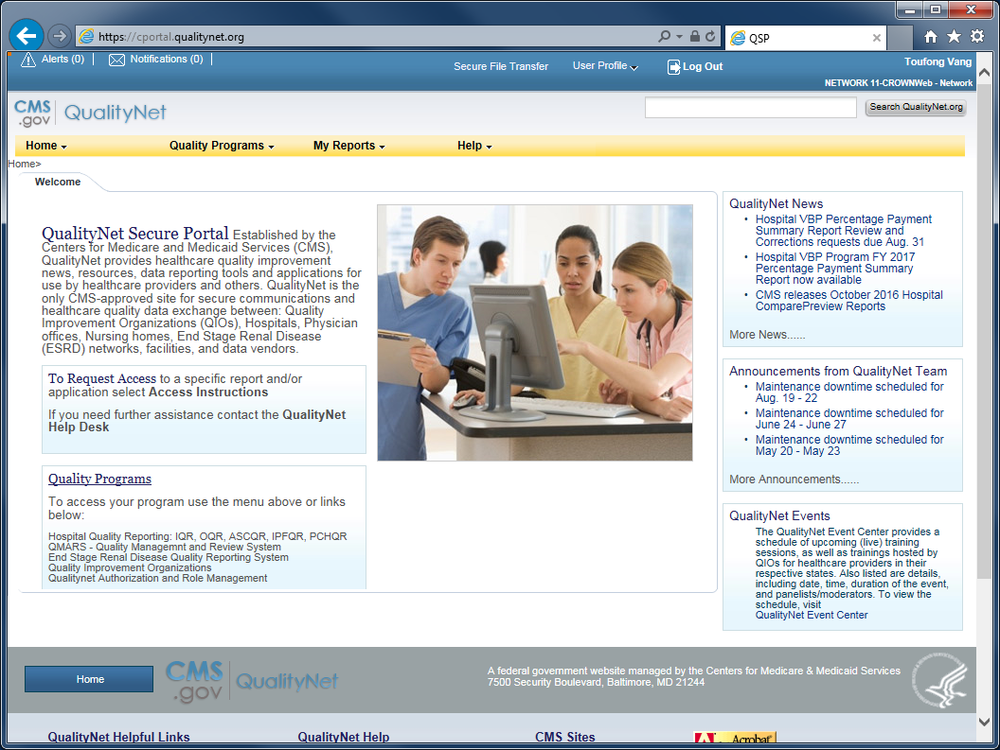 https://cportal.qualitynet.org
QSP
Alerts (0)
Notifications (0)
Secure File Transfer
User Profile
Log Out
Toufong Vang
NETWORK 11-CROWNWeb - Network
CMS
.gov
QualityNet
Search QualityNet.org
Home
Quality Programs
My Reports
Help
Home>
Welcome
QualityNet Secure Portal Established by the
Centers for Medicare and Medicaid Services (CMS),
QualityNet provides healthcare quality improvement
news, resources, data reporting tools and applications for
use by healthcare providers and others. QualityNet is the
only CMS-approved site for secure communications and
healthcare quality data exchange between: Quality
Improvement Organizations (QIOs), Hospitals, Physician
offices, Nursing homes, End Stage Renal Disease
(ESRD) networks, facilities, and data vendors.
To Request Access to a specific report and/or
application select Access Instructions
If you need further assistance contact the QualityNet
Help Desk
Quality Programs
To access your program use the menu above or links
below:
Hospital Quality Reporting: IQR, OQR, ASCQR, IPFQR, PCHQR
QMARS - Quality Managemnt and Review System
End Stage Renal Disease Quality Reporting System
Quality Improvement Organizations
Qualitynet Authorization and Role Management
QualityNet News
• Hospital VBP Percentage Payment
Summary Report Review and
Corrections requests due Aug. 31
• Hospital VBP Program FY 2017
Percentage Payment Summary
Report now available
• CMS releases October 2016 Hospital
ComparePreview Reports
More News......
Announcements from QualityNet Team
• Maintenance downtime scheduled for
Aug. 19 - 22
• Maintenance downtime scheduled for
June 24 - June 27
• Maintenance downtime scheduled for
May 20 - May 23
More Announcements......
QualityNet Events
The QualityNet Event Center provides a
schedule of upcoming (live) training
sessions, as well as trainings hosted by
QIOs for healthcare providers in their
respective states. Also listed are details,
including date, time, duration of the event,
and panelists/moderators. To view the
schedule, visit
QualityNet Event Center
Home
CMS
.gov
QualityNet
A federal government website managed by the Centers for Medicare & Medicaid Services
7500 Security Boulevard, Baltimore, MD 21244
QualityNet Helpful Links
QualityNet Help
CMS Sites
Acrobat